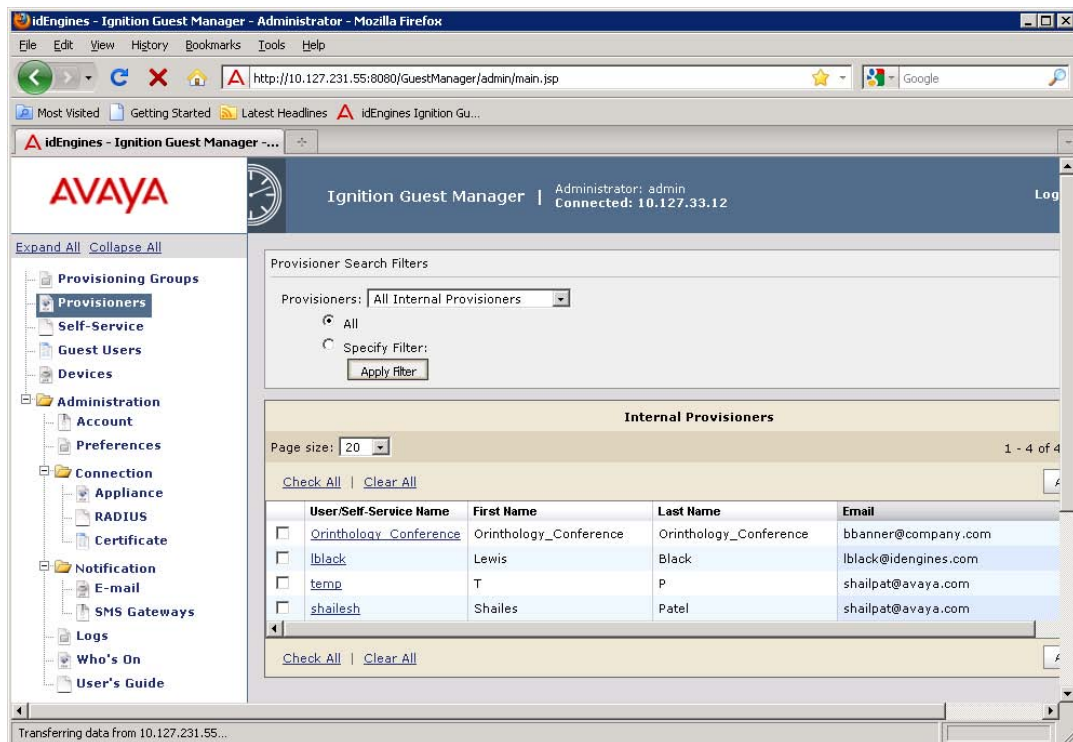 idEngines - Ignition Guest Manager - Administrator - Mozilla Firefox
File Edit View History Bookmarks Tools Help
http://10.127.231.55:8080/GuestManager/admin/main.jsp
Google
Most Visited Getting Started Latest Headlines idEngines Ignition Gu...
idEngines - Ignition Guest Manager -...
AVAYA
Ignition Guest Manager | Administrator: admin
Connected: 10.127.33.12
Log
Expand All Collapse All
Provisioning Groups
Provisioners
Self-Service
Guest Users
Devices
Administration
Account
Preferences
Connection
Appliance
RADIUS
Certificate
Notification
E-mail
SMS Gateways
Logs
Who's On
User's Guide
Provisioner Search Filters
Provisioners: All Internal Provisioners
All
Specify Filter:
Apply Filter
Internal Provisioners
Page size: 20 1 - 4 of 4
Check All | Clear All
User/Self-Service Name First Name Last Name Email
Orinthology_Conference Orinthology_Conference Orinthology_Conference bbanner@company.com
lblack Lewis Black lblack@idengines.com
temp T P shailpat@avaya.com
shailesh Shailes Patel shailpat@avaya.com
Check All | Clear All
Transferring data from 10.127.231.55...